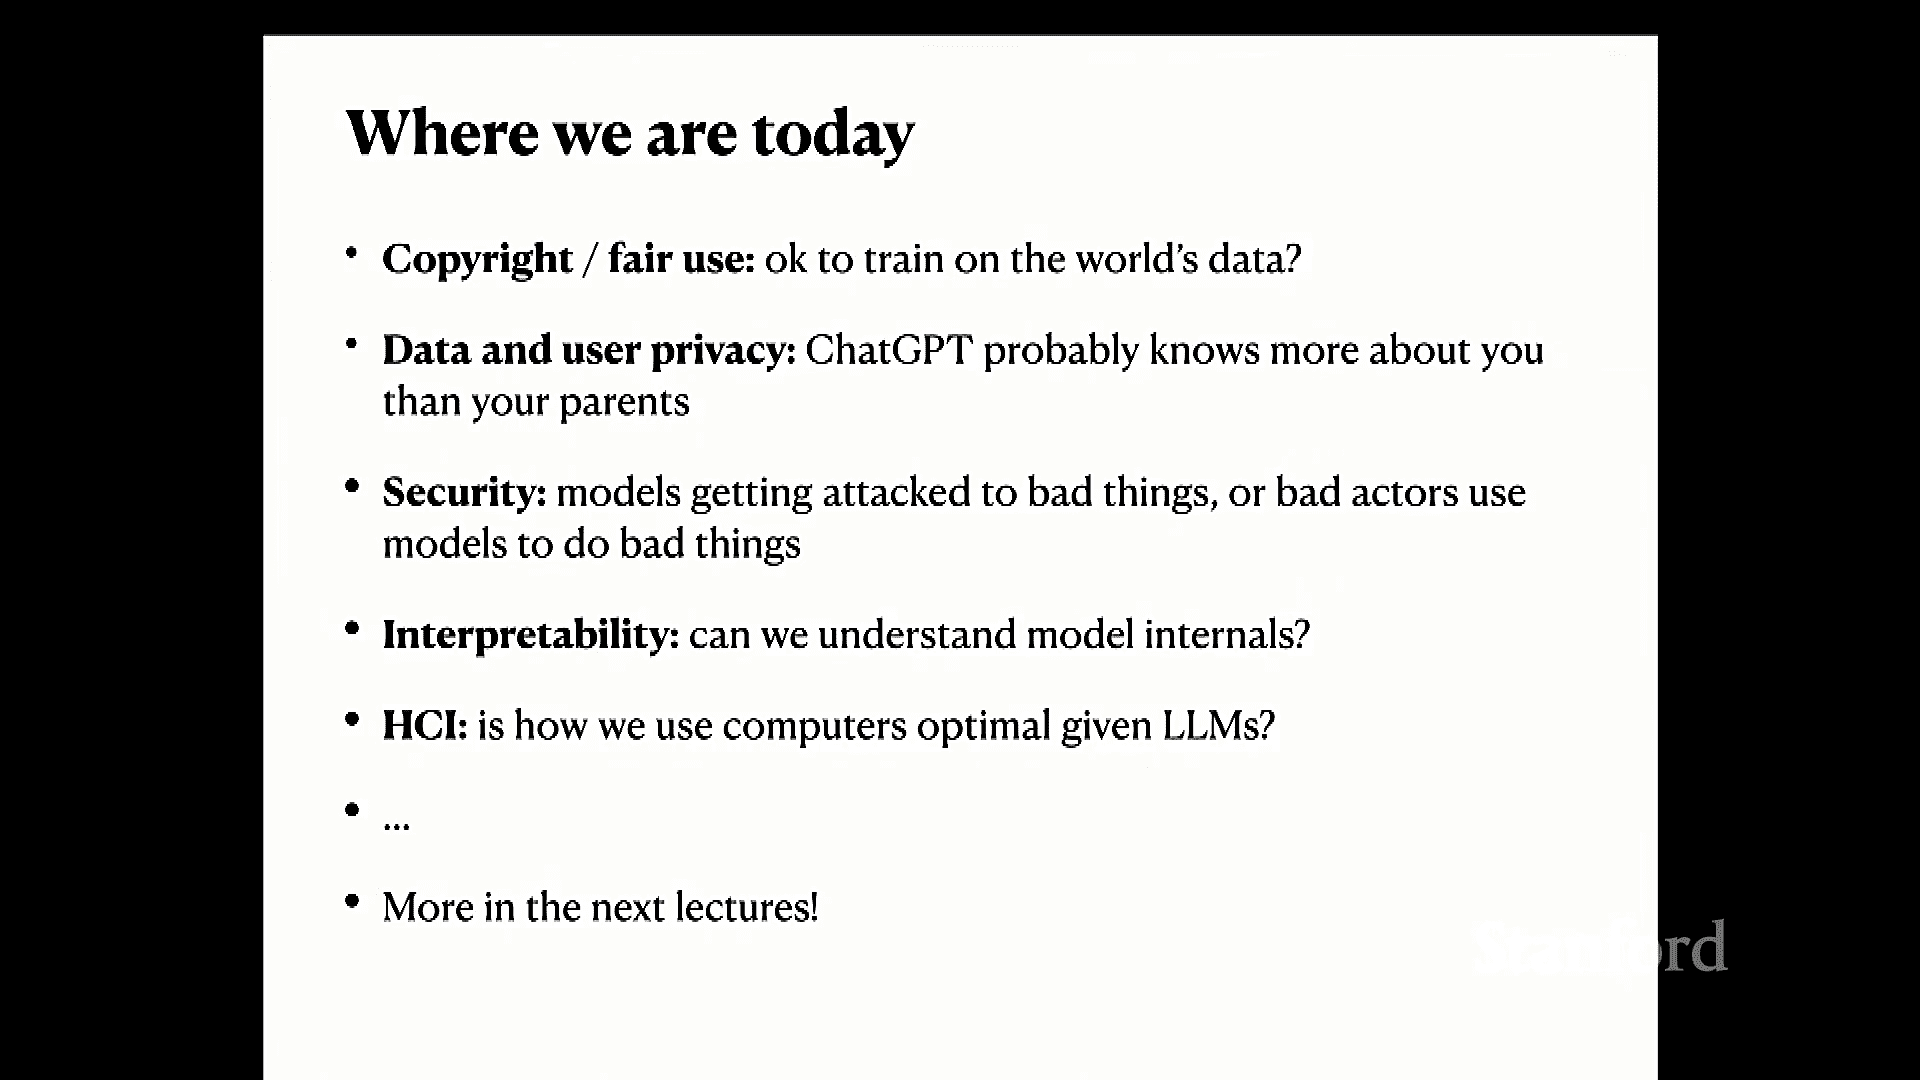 Where we are today
• Copyright / fair use: ok to train on the world's data?
• Data and user privacy: ChatGPT probably knows more about you
than your parents
• Security: models getting attacked to bad things, or bad actors use
models to do bad things
• Interpretability: can we understand model internals?
• HCI: is how we use computers optimal given LLMs?
• ...
• More in the next lectures!
Stanford